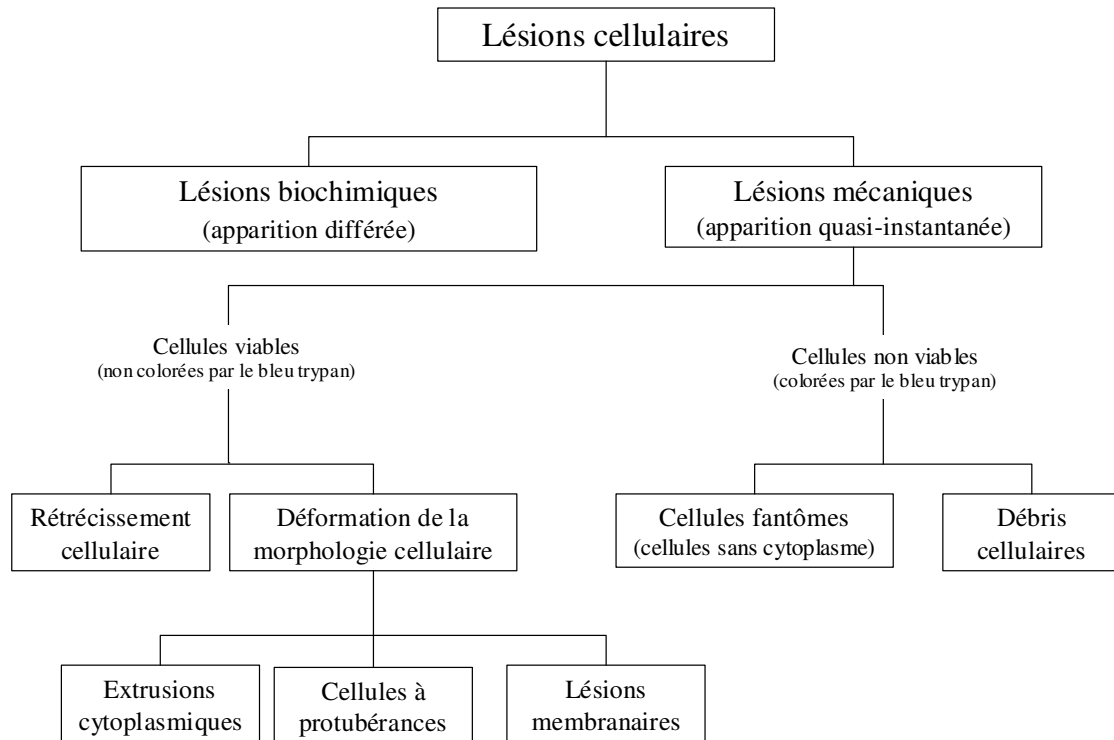 Lésions cellulaires
Lésions biochimiques
(apparition différée)
Lésions mécaniques
(apparition quasi-instantanée)
Cellules viables
(non colorées par le bleu trypan)
Cellules non viables
(colorées par le bleu trypan)
Rétrécissement
cellulaire
Déformation de la
morphologie cellulaire
Cellules fantômes
(cellules sans cytoplasme)
Débris
cellulaires
Extrusions
cytoplasmiques
Cellules à
protubérances
Lésions
membranaires